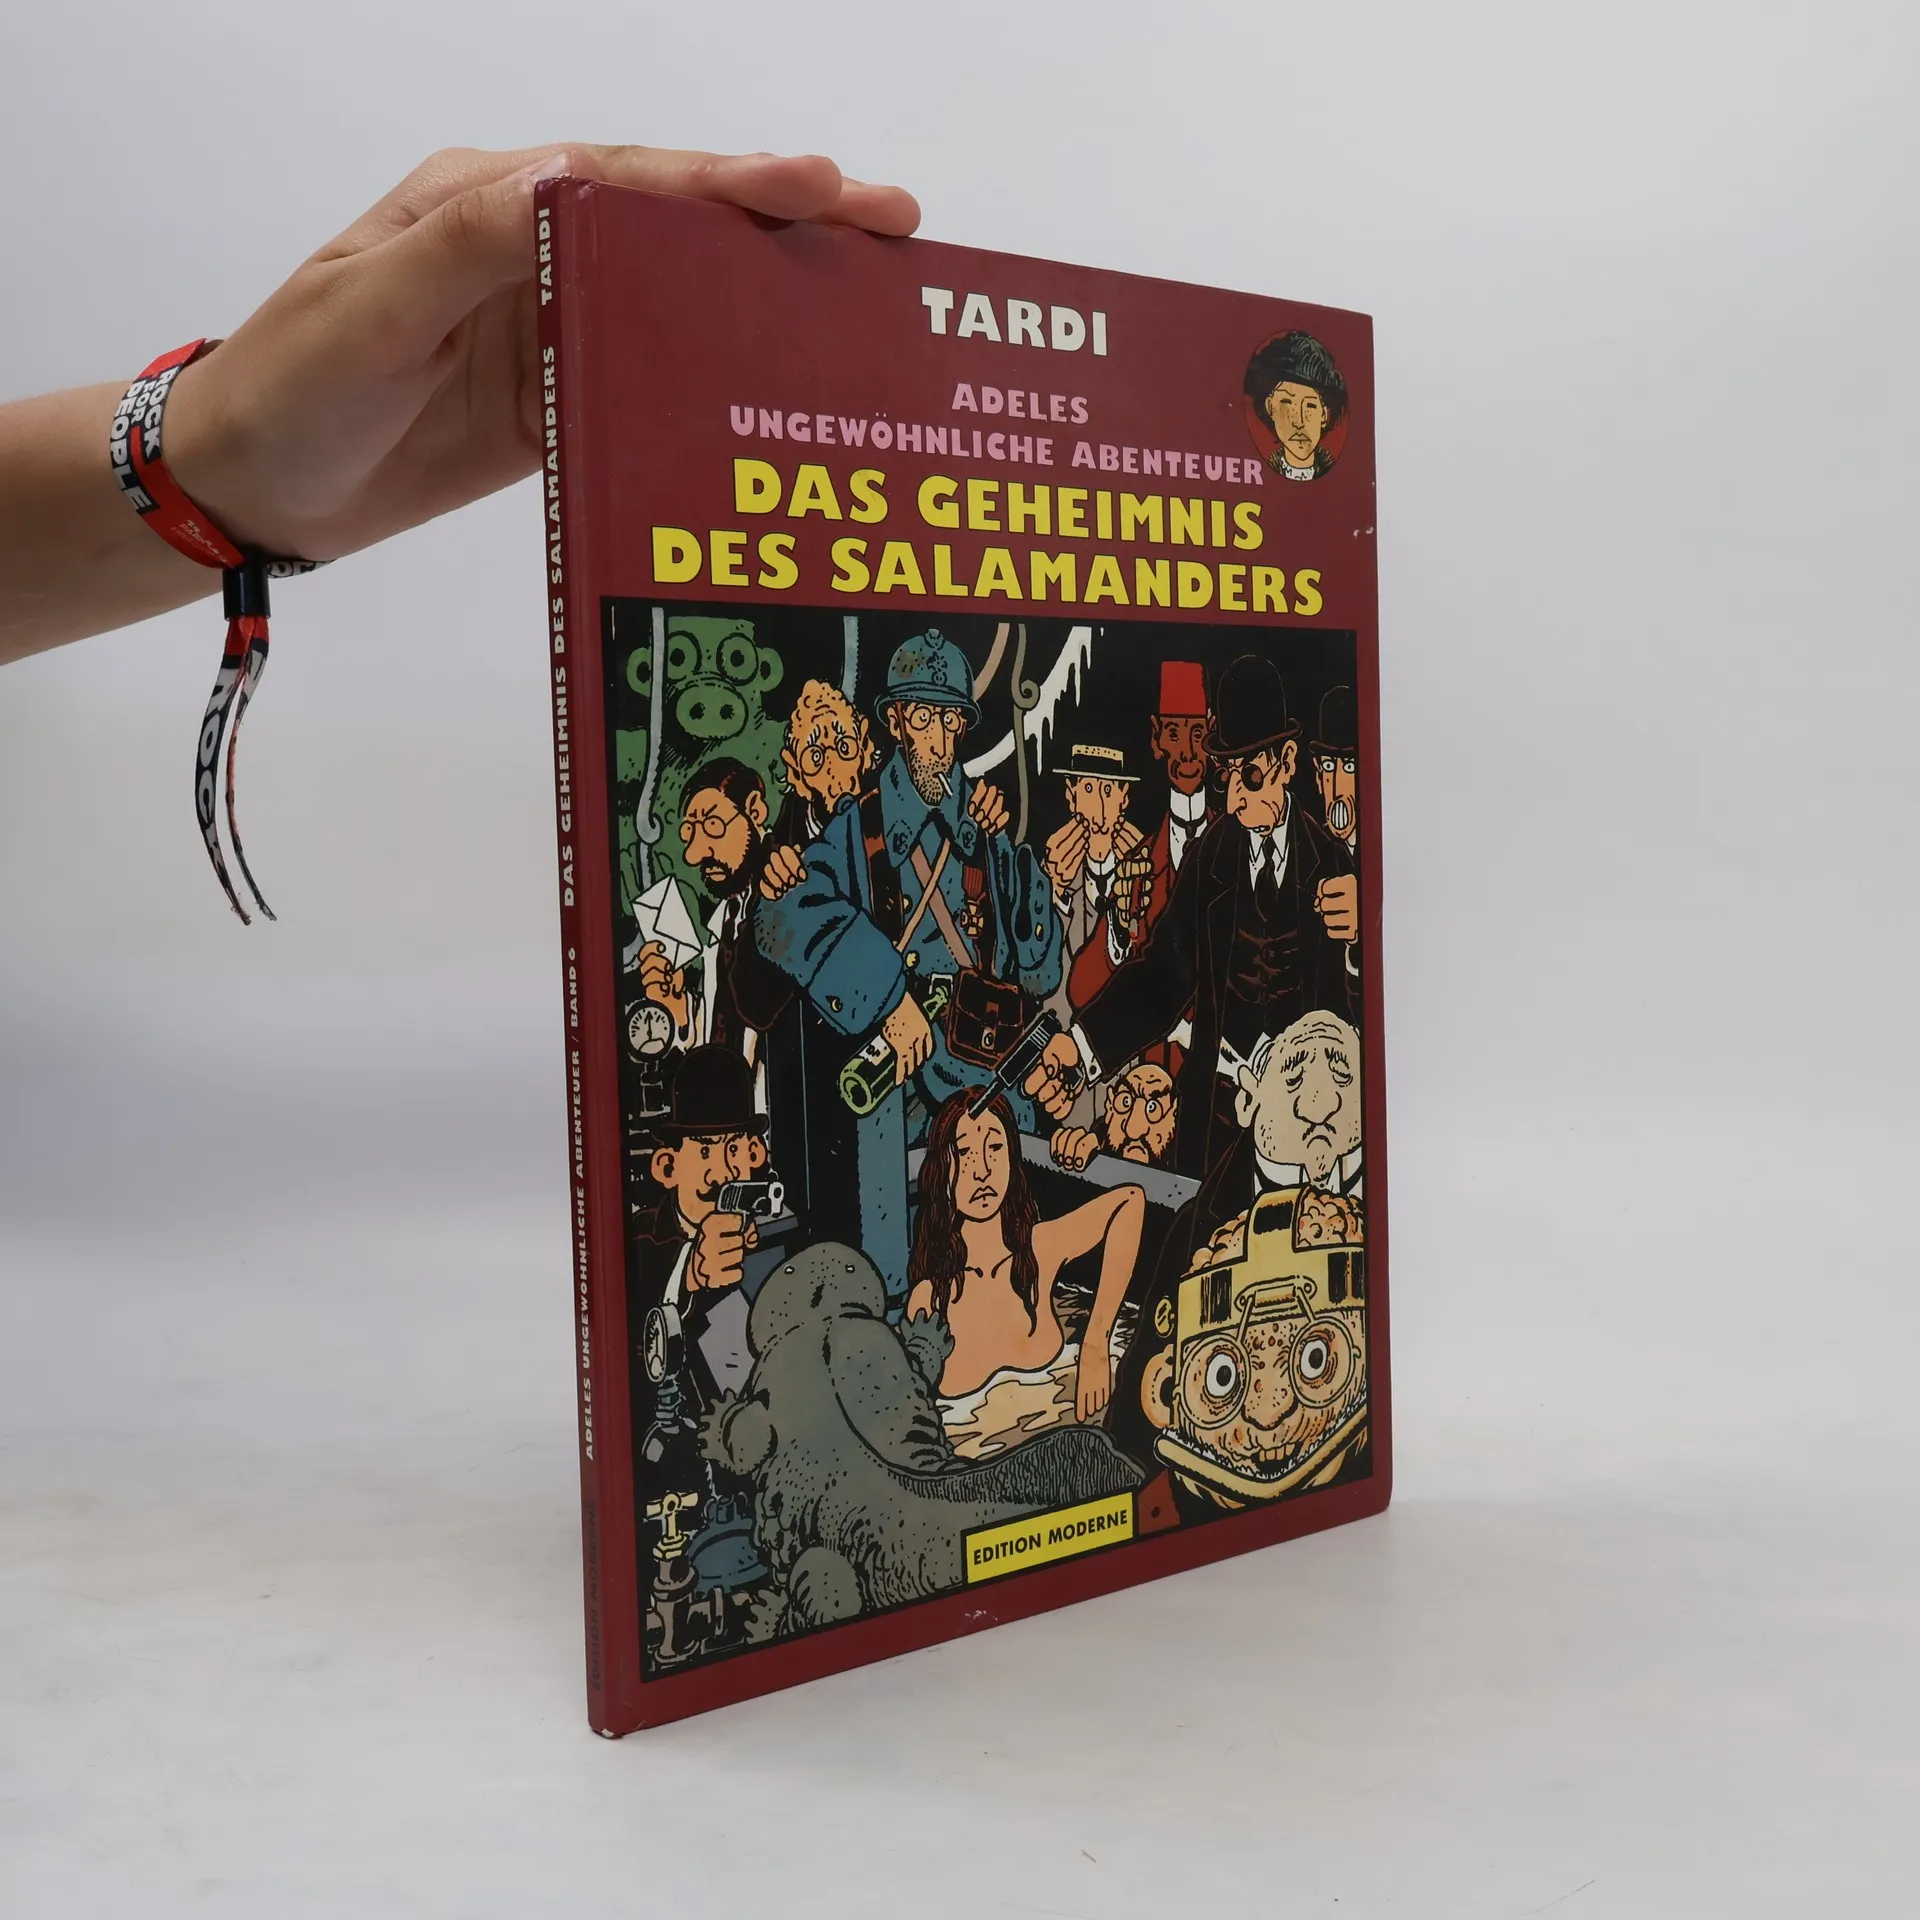 TARDI
ADELES
UNGEWÖHNLICHE ABENTEUER
DAS GEHEIMNIS
DES SALAMANDERS
EDITION MODERNE
ADELES UNGEWÖHNLICHE ABENTEUER / BAND 6 DAS GEHEIMNIS DES SALAMANDERS TARDI
EDITION MODERNE
ROCK
FOR
PEOPLE
ROCK